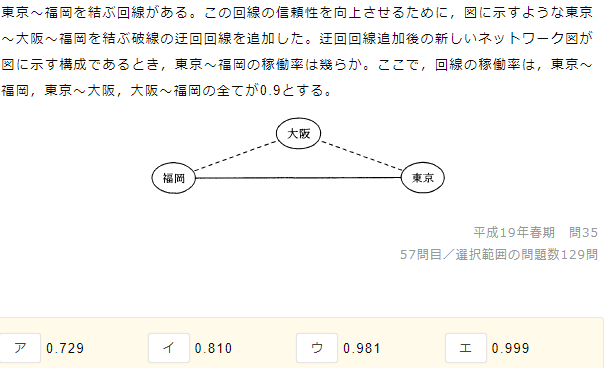 東京～福岡を結ぶ回線がある。この回線の信頼性を向上させるために，図に示すような東京
～大阪～福岡を結ぶ破線の迂回回線を追加した。迂回回線追加後の新しいネットワーク図が
図に示す構成であるとき，東京～福岡の稼働率は幾らか。ここで，回線の稼働率は，東京～
福岡，東京～大阪，大阪～福岡の全てが0.9とする。
大阪
福岡
東京
平成19年春期　問35
57問目／選択範囲の問題数129問
ア 0.729
イ 0.810
ウ 0.981
エ 0.999